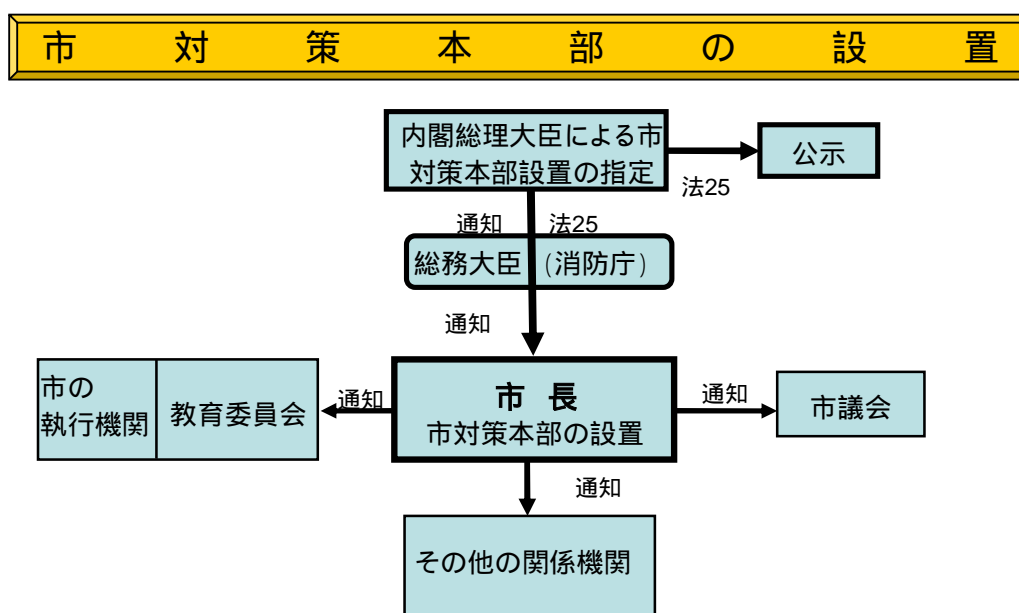 市対策本部の設置
内閣総理大臣による市
対策本部設置の指定
公示
法25
通知 法25
総務大臣（消防庁）
通知
市の
執行機関
教育委員会
通知
市長
市対策本部の設置
通知
市議会
通知
その他の関係機関